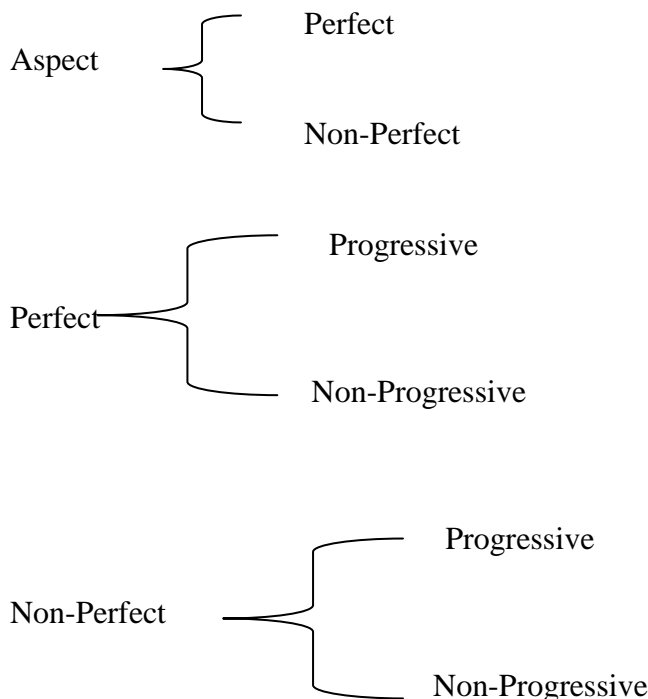 Perfect
Aspect
Non-Perfect
Progressive
Perfect
Non-Progressive
Progressive
Non-Perfect
Non-Progressive